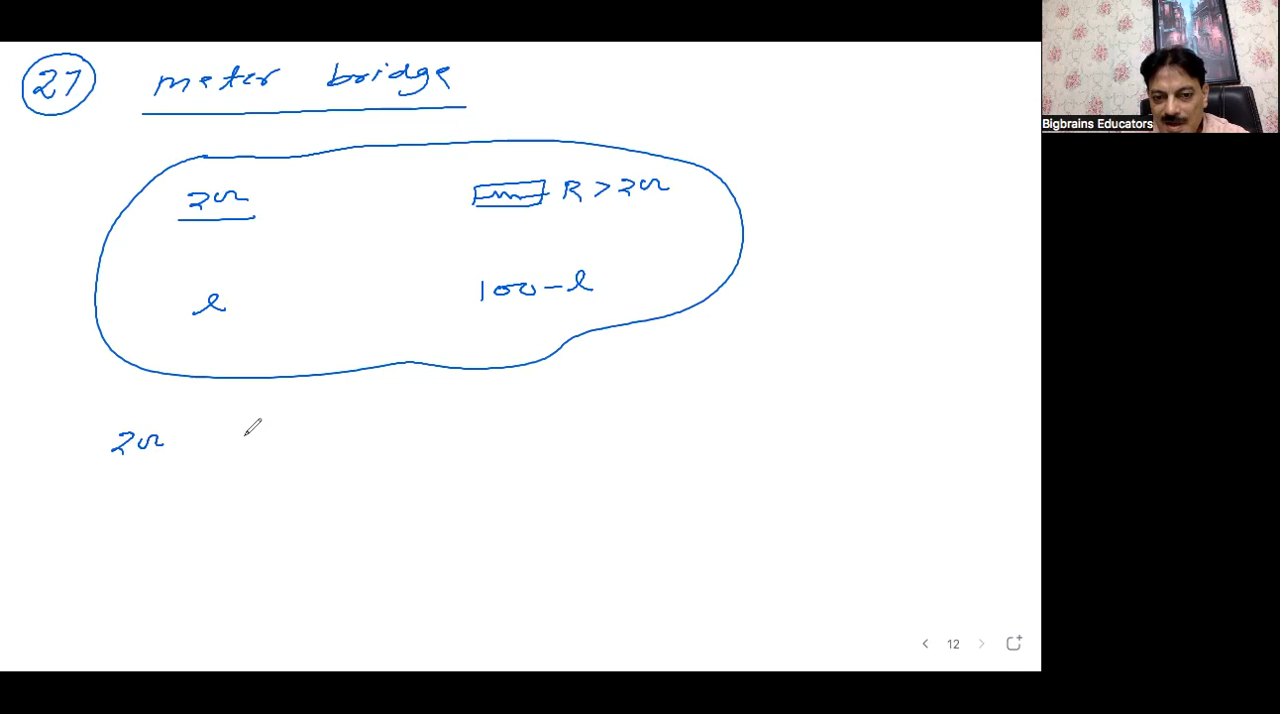 27 meter bridge
Bigbrains Educators
2Ω R > 2Ω
l 100 - l
2Ω
12